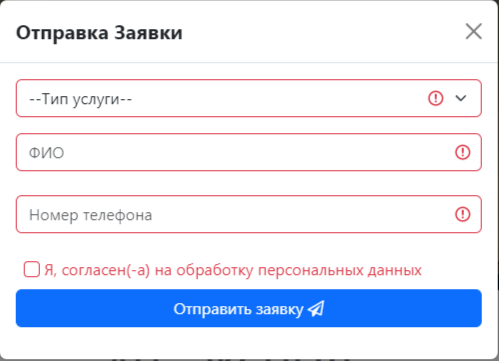 Отправка Заявки
--Тип услуги--
ФИО
Номер телефона
Я, согласен(-а) на обработку персональных данных
Отправить заявку